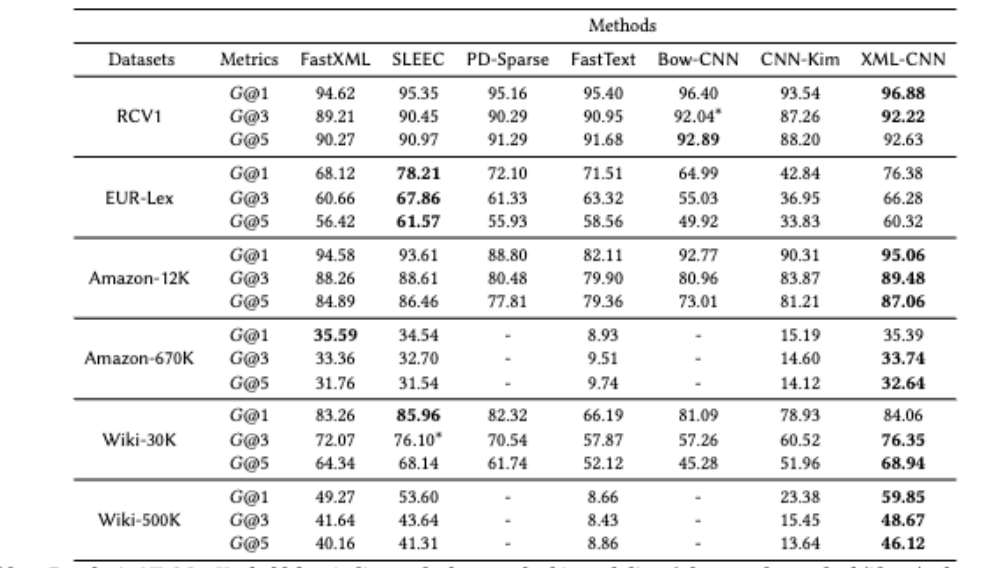 Methods
Datasets Metrics FastXML SLEEC PD-Sparse FastText Bow-CNN CNN-Kim XML-CNN
G@1 94.62 95.35 95.16 95.40 96.40 93.54 96.88
RCV1 G@3 89.21 90.45 90.29 90.95 92.04* 87.26 92.22
G@5 90.27 90.97 91.29 91.68 92.89 88.20 92.63
G@1 68.12 78.21 72.10 71.51 64.99 42.84 76.38
EUR-Lex G@3 60.66 67.86 61.33 63.32 55.03 36.95 66.28
G@5 56.42 61.57 55.93 58.56 49.92 33.83 60.32
G@1 94.58 93.61 88.80 82.11 92.77 90.31 95.06
Amazon-12K G@3 88.26 88.61 80.48 79.90 80.96 83.87 89.48
G@5 84.89 86.46 77.81 79.36 73.01 81.21 87.06
G@1 35.59 34.54 - 8.93 - 15.19 35.39
Amazon-670K G@3 33.36 32.70 - 9.51 - 14.60 33.74
G@5 31.76 31.54 - 9.74 - 14.12 32.64
G@1 83.26 85.96 82.32 66.19 81.09 78.93 84.06
Wiki-30K G@3 72.07 76.10* 70.54 57.87 57.26 60.52 76.35
G@5 64.34 68.14 61.74 52.12 45.28 51.96 68.94
G@1 49.27 53.60 - 8.66 - 23.38 59.85
Wiki-500K G@3 41.64 43.64 - 8.43 - 15.45 48.67
G@5 40.16 41.31 - 8.86 - 13.64 46.12